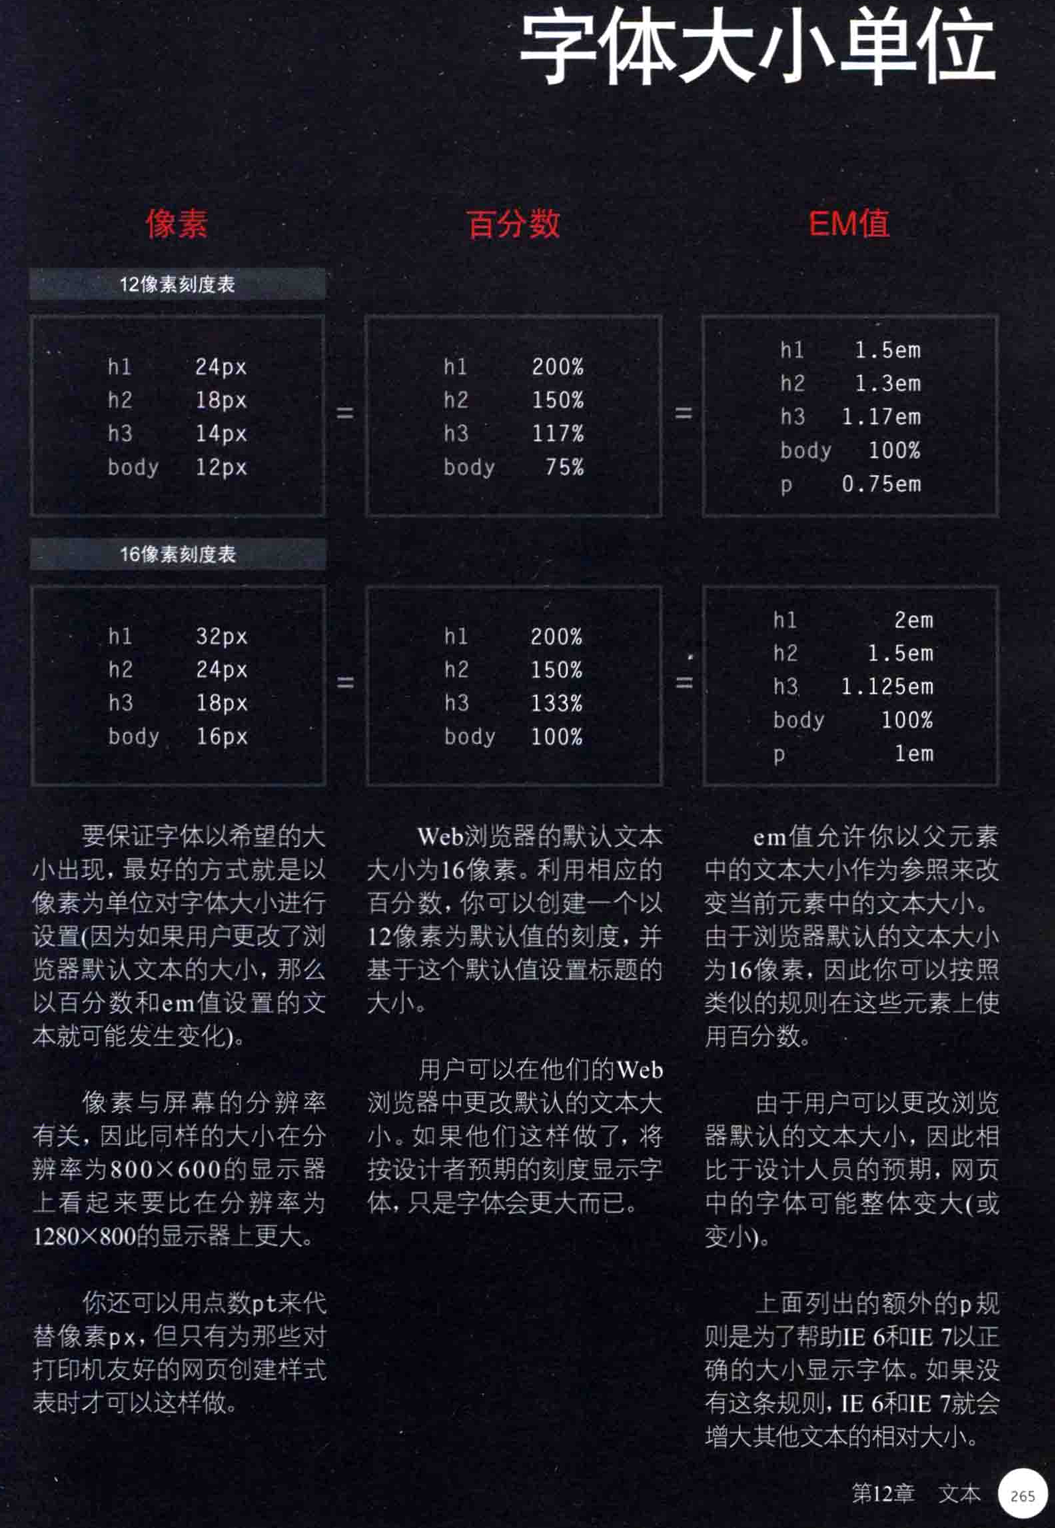 字体大小单位
像素
百分数
EM值
12像素刻度表
h1 24px
h2 18px
h3 14px
body 12px
=
h1 200%
h2 150%
h3 117%
body 75%
=
h1 1.5em
h2 1.3em
h3 1.17em
body 100%
p 0.75em
16像素刻度表
h1 32px
h2 24px
h3 18px
body 16px
=
h1 200%
h2 150%
h3 133%
body 100%
=
h1 2em
h2 1.5em
h3 1.125em
body 100%
p 1em
要保证字体以希望的大
小出现，最好的方式就是以
像素为单位对字体大小进行
设置(因为如果用户更改了浏
览器默认文本的大小，那么
以百分数和em值设置的文
本就可能发生变化)。
像素与屏幕的分辨率
有关，因此同样的大小在分
辨率为800×600的显示器
上看起来要比在分辨率为
1280×800的显示器上更大。
你还可以用点数pt来代
替像素px，但只有为那些对
打印机友好的网页创建样式
表时才可以这样做。
Web浏览器的默认文本
大小为16像素。利用相应的
百分数，你可以创建一个以
12像素为默认值的刻度，并
基于这个默认值设置标题的
大小。
用户可以在他们的Web
浏览器中更改默认的文本大
小。如果他们这样做了，将
按设计者预期的刻度显示字
体，只是字体会更大而已。
em值允许你以父元素
中的文本大小作为参照来改
变当前元素中的文本大小。
由于浏览器默认的文本大小
为16像素，因此你可以按照
类似的规则在这些元素上使
用百分数。
由于用户可以更改浏览
器默认的文本大小，因此相
比于设计人员的预期，网页
中的字体可能整体变大(或
变小)。
上面列出的额外的p规
则是为了帮助IE 6和IE 7以正
确的大小显示字体。如果没
有这条规则，IE 6和IE 7就会
增大其他文本的相对大小。
第12章 文本 265